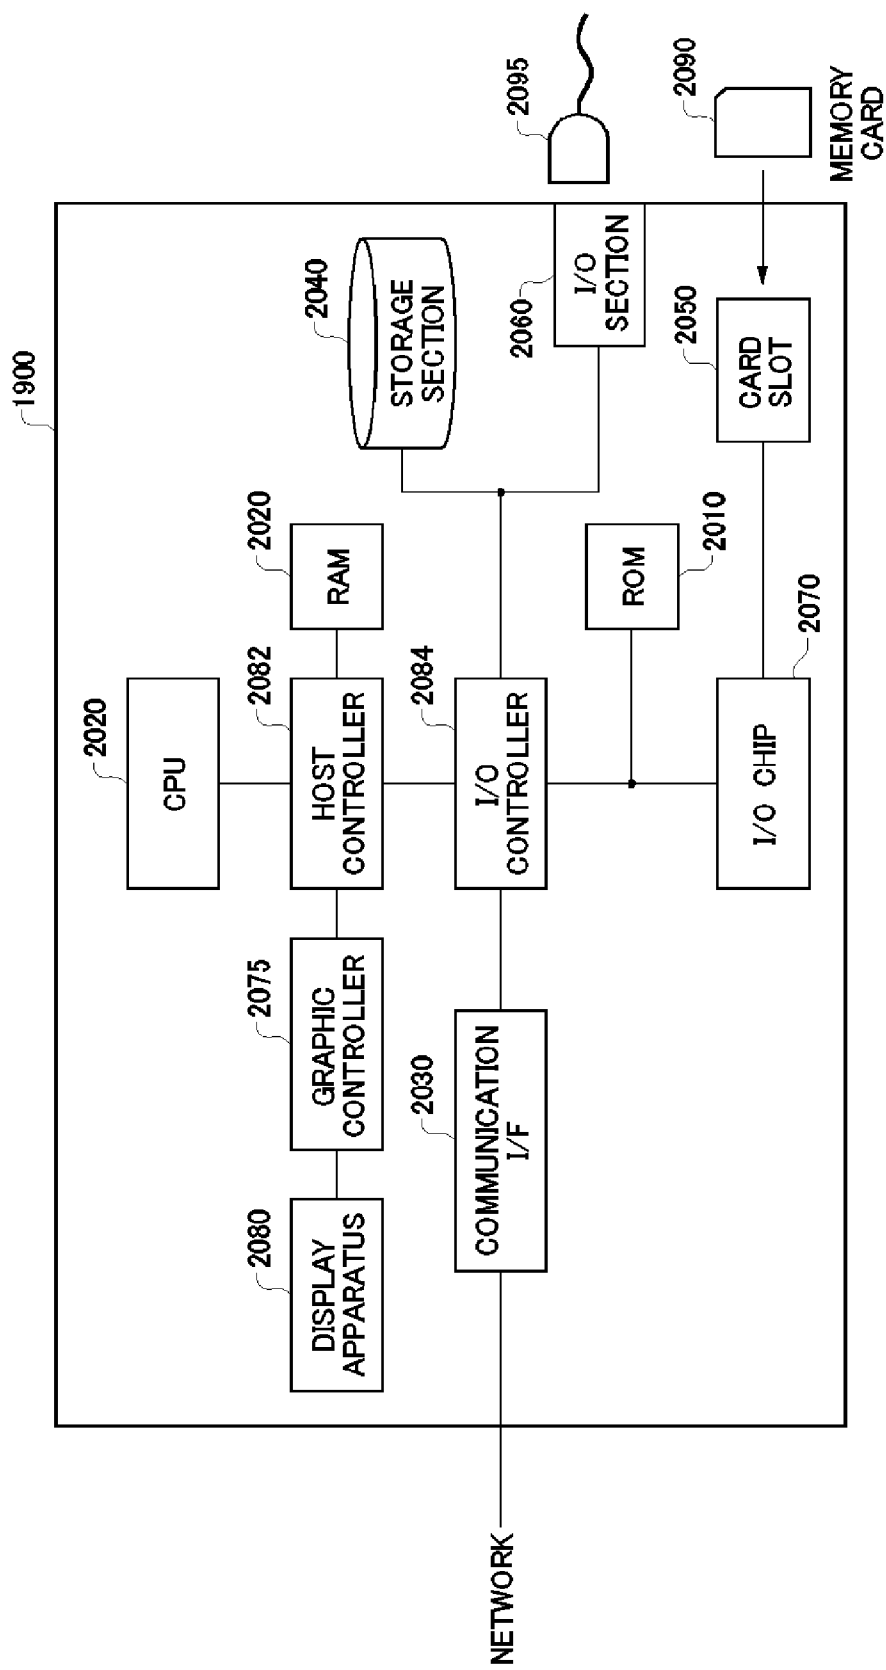 1900
2020
CPU
2080
DISPLAY
APPARATUS
2075
GRAPHIC
CONTROLLER
2082
HOST
CONTROLLER
2020
RAM
2040
STORAGE
SECTION
NETWORK
2030
COMMUNICATION
I/F
2084
I/O
CONTROLLER
2060
I/O
SECTION
2095
ROM
2010
I/O CHIP
2070
2050
CARD
SLOT
2090
MEMORY
CARD